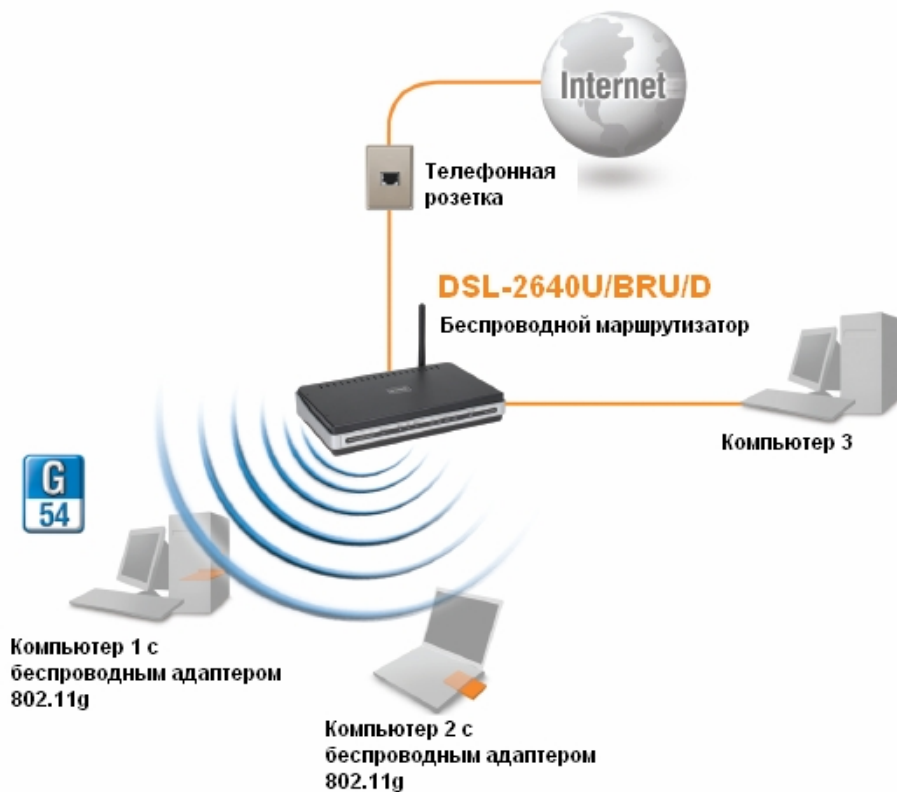 Internet
Телефонная
розетка
DSL-2640U/BRU/D
Беспроводной маршрутизатор
Компьютер 3
G
54
Компьютер 1 с
беспроводным адаптером
802.11g
Компьютер 2 с
беспроводным адаптером
802.11g